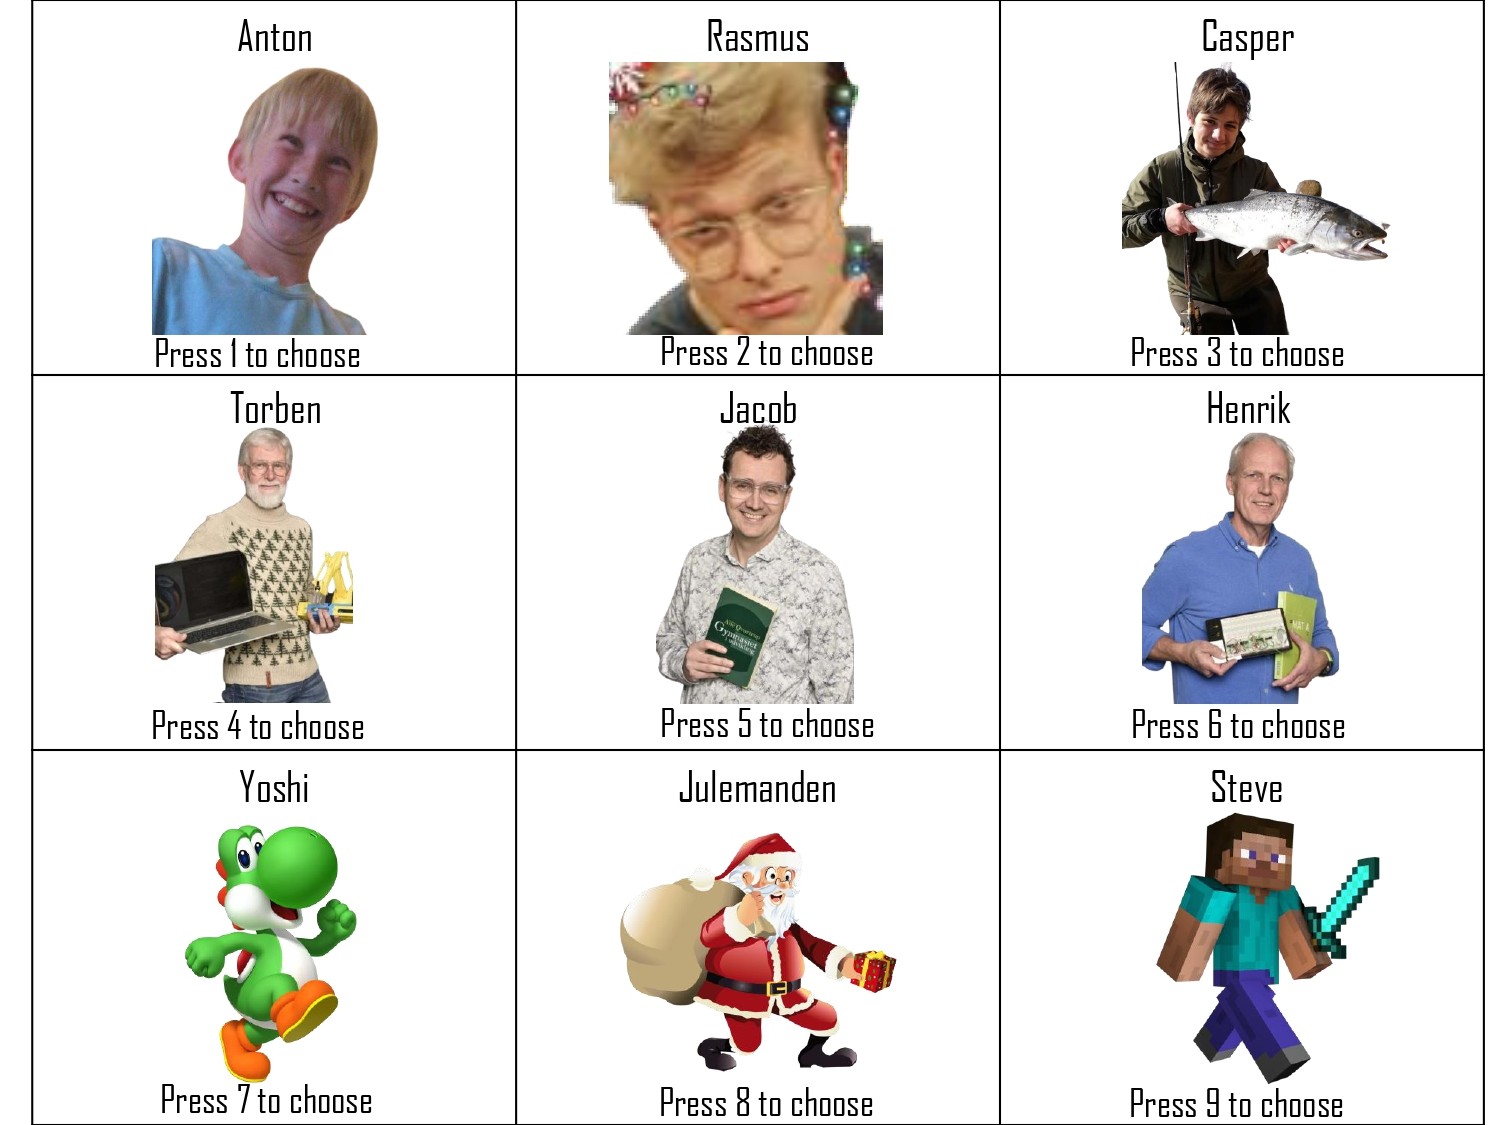 Anton
Rasmus
Casper
Press 1 to choose
Press 2 to choose
Press 3 to choose
Torben
Jacob
Henrik
Gymnasiet
MAT A
Press 4 to choose
Press 5 to choose
Press 6 to choose
Yoshi
Julemanden
Steve
Press 7 to choose
Press 8 to choose
Press 9 to choose